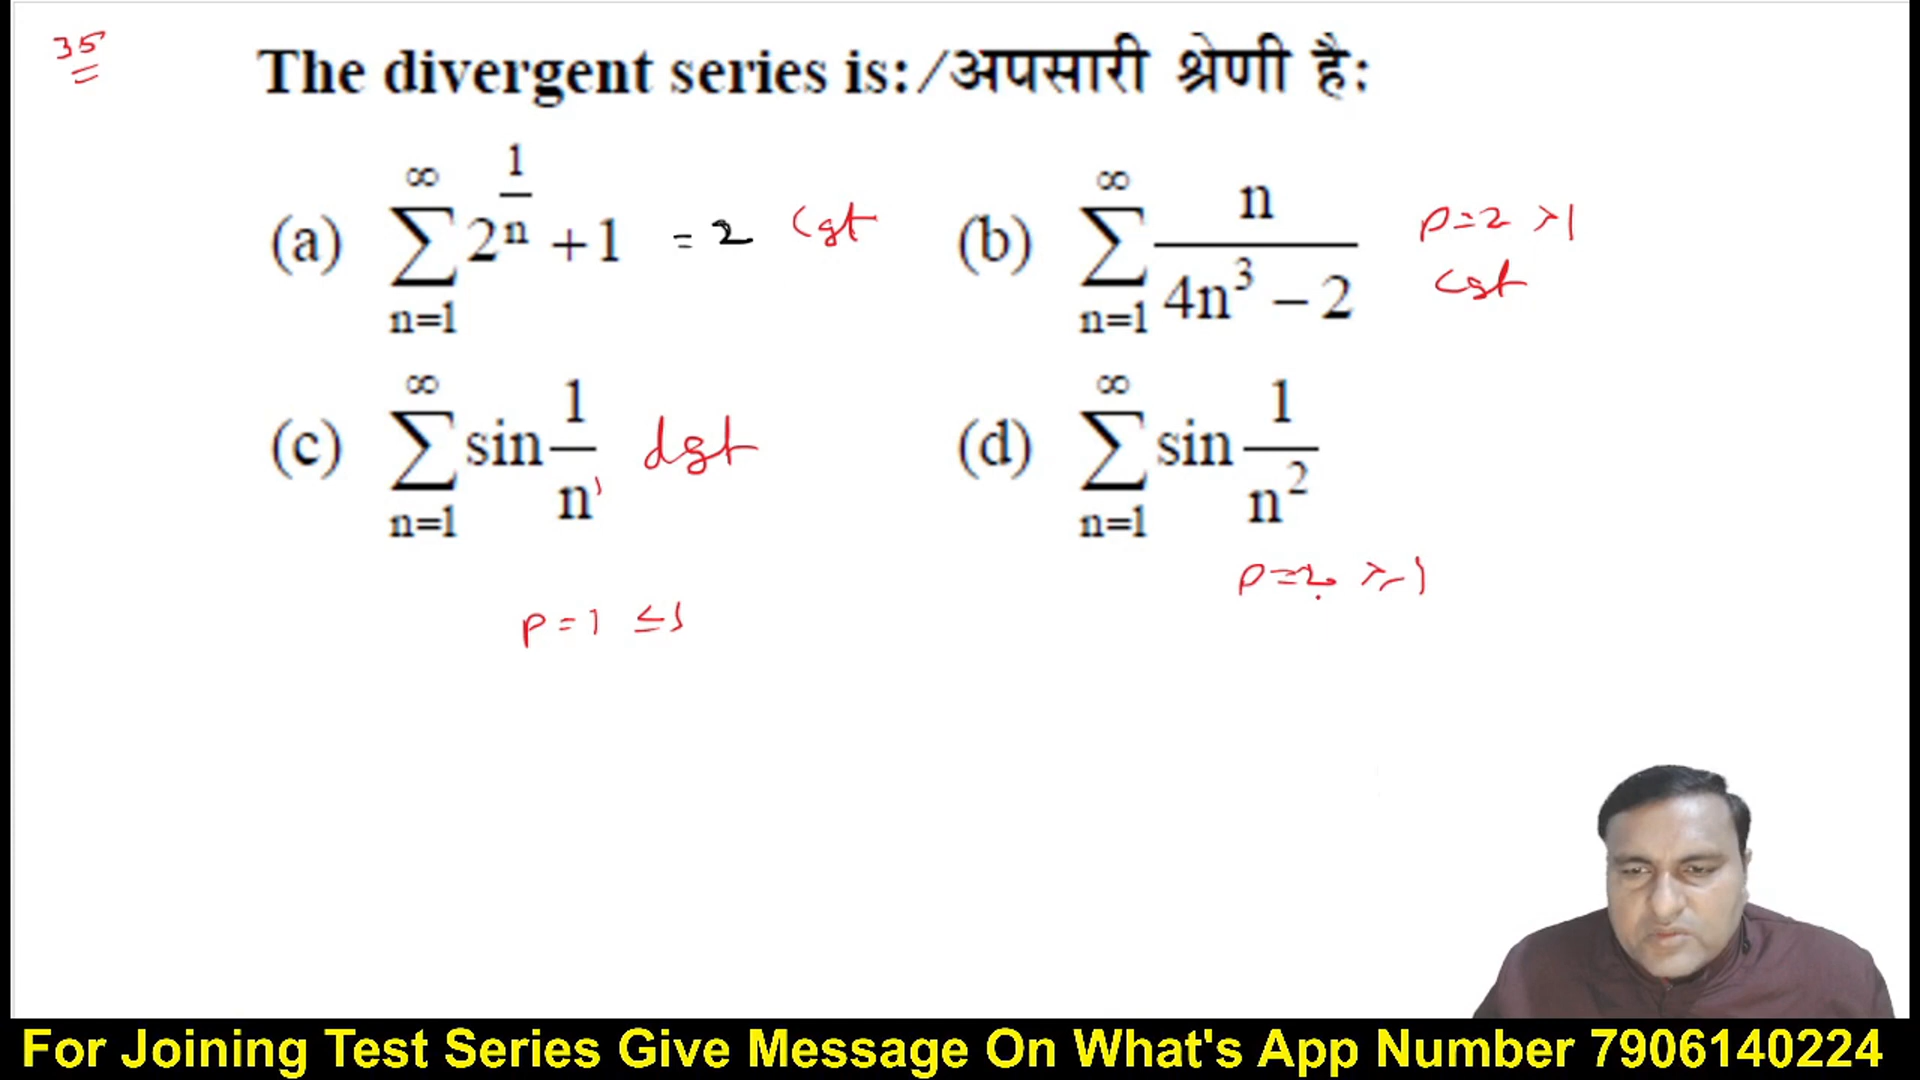 35
The divergent series is:/अपसारी श्रेणी है:
(a) ∞ ∑ n=1 2^(1/n) + 1 = 2 Cgt
(b) ∞ ∑ n=1 n/(4n³ − 2) P=2 >1
Cgt
(c) ∞ ∑ n=1 sin 1/n¹ dgt
(d) ∞ ∑ n=1 sin 1/n²
P=2 >1
P=1 ≤1
For Joining Test Series Give Message On What's App Number 7906140224